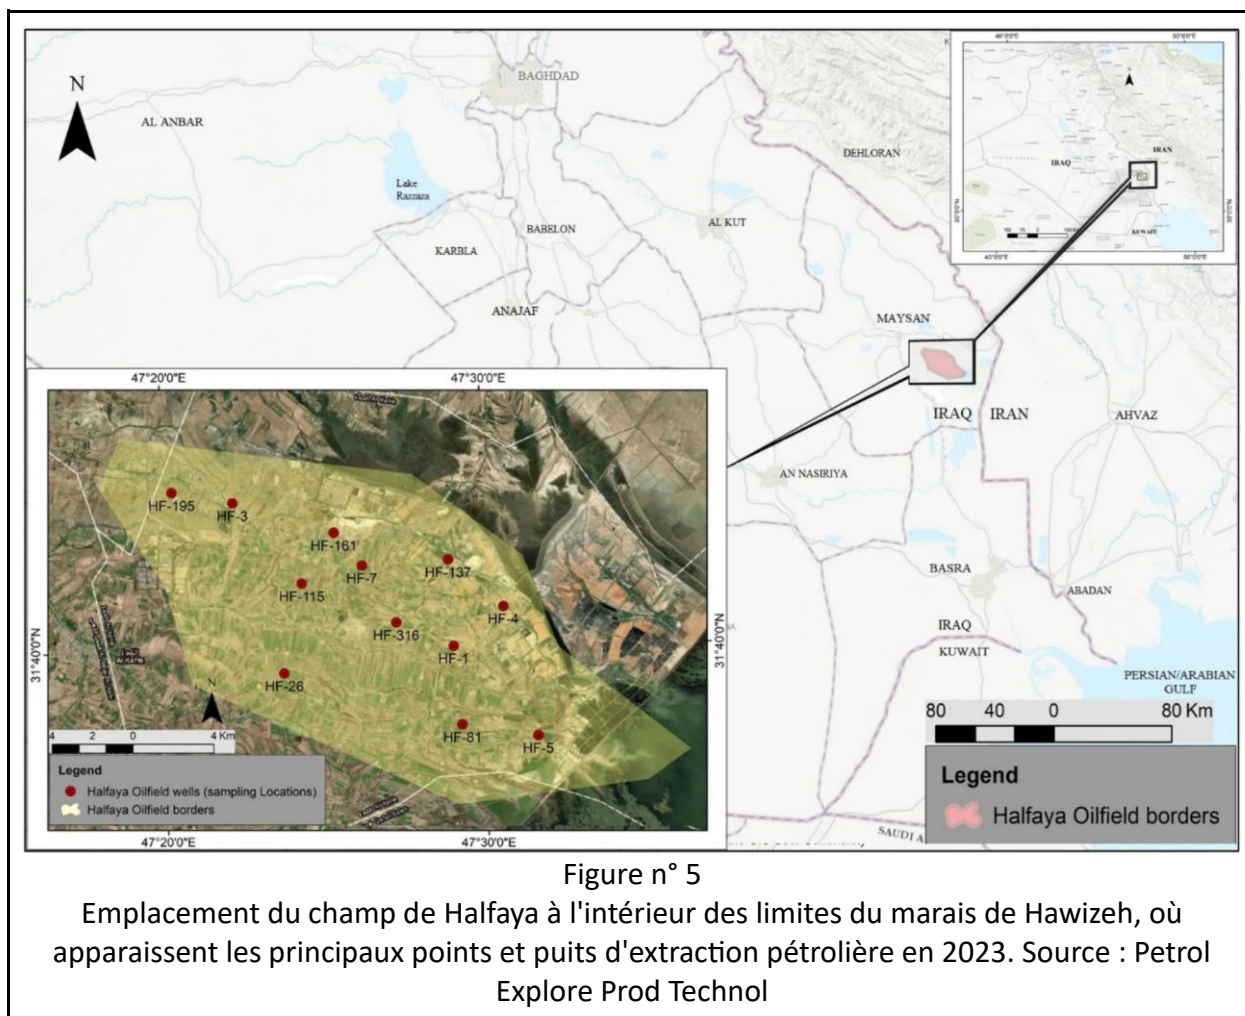 N
BAGHDAD
AL ANBAR
DEHLORAN
Lake
Razzaza
BABELON
AL KUT
KARBLA
ANAJAF
MAYSAN
IRAQ
IRAN
AHVAZ
AN NASIRIYA
BASRA
ABADAN
IRAQ
KUWAIT
PERSIAN/ARABIAN
GULF
SAUDI A
IRAN
IRAQ
KUWAIT
80 40 0 80 Km
Legend
Halfaya Oilfield borders
47°20'0"E
47°30'0"E
31°40'0"N
31°40'0"N
HF-195
HF-3
HF-161
HF-7
HF-137
HF-115
HF-4
HF-316
HF-1
HF-26
HF-81
HF-5
N
4 2 0 4 Km
Legend
Halfaya Oilfield wells (sampling Locations)
Halfaya Oilfield borders
47°20'0"E
47°30'0"E
Figure n° 5
Emplacement du champ de Halfaya à l'intérieur des limites du marais de Hawizeh, où
apparaissent les principaux points et puits d'extraction pétrolière en 2023. Source : Petrol
Explore Prod Technol